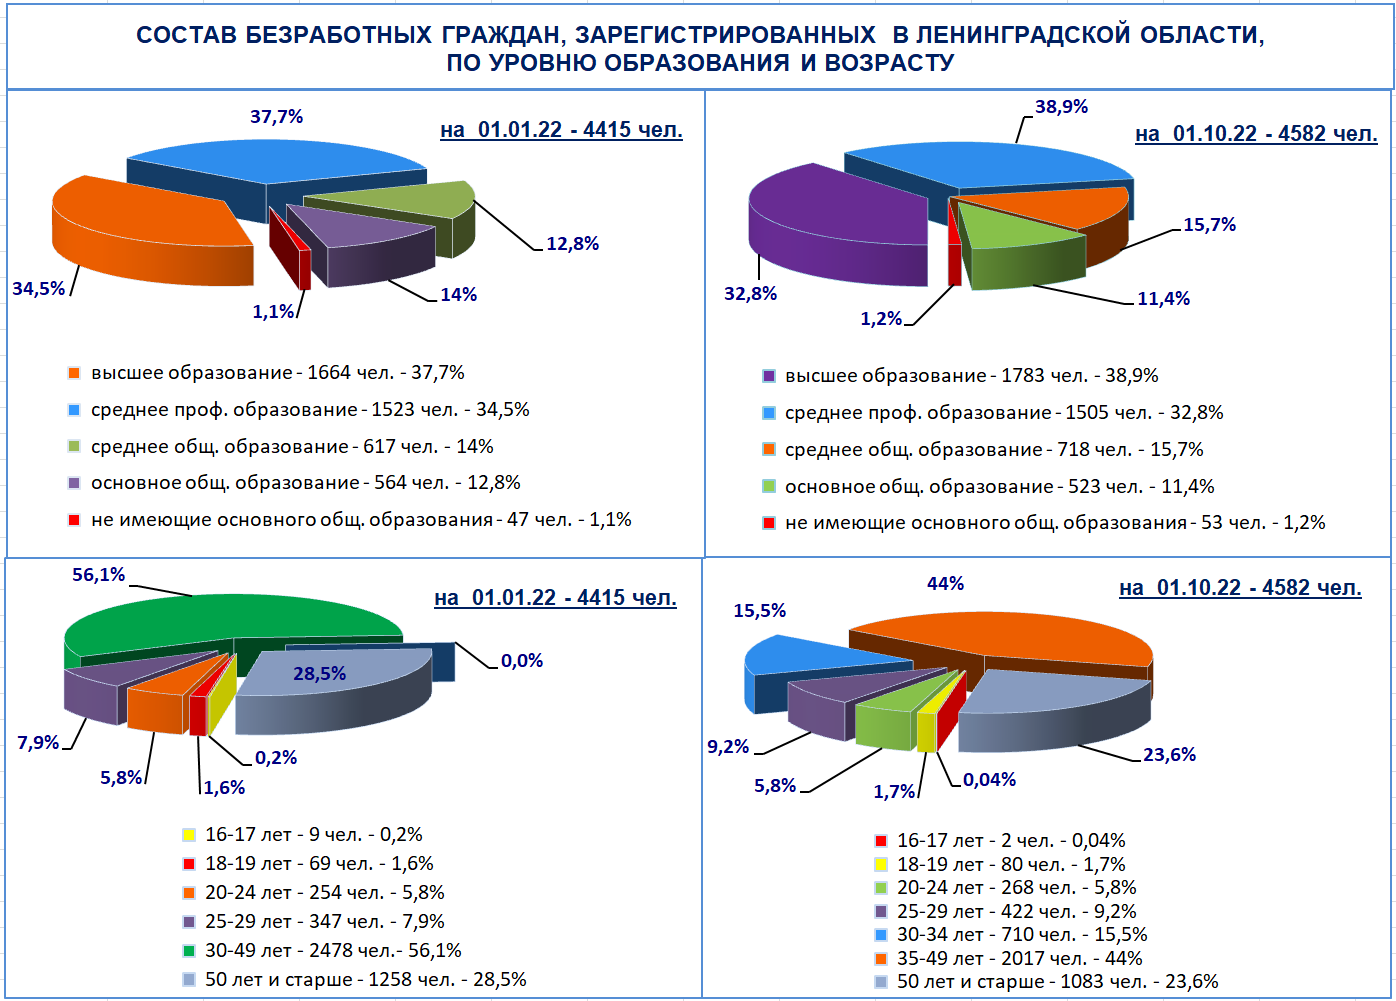 СОСТАВ БЕЗРАБОТНЫХ ГРАЖДАН, ЗАРЕГИСТРИРОВАННЫХ В ЛЕНИНГРАДСКОЙ ОБЛАСТИ,
ПО УРОВНЮ ОБРАЗОВАНИЯ И ВОЗРАСТУ
на 01.01.22 - 4415 чел.
37,7%
12,8%
34,5%
14%
1,1%
высшее образование - 1664 чел. - 37,7%
среднее проф. образование - 1523 чел. - 34,5%
среднее общ. образование - 617 чел. - 14%
основное общ. образование - 564 чел. - 12,8%
не имеющие основного общ. образования - 47 чел. - 1,1%
на 01.10.22 - 4582 чел.
38,9%
15,7%
32,8%
11,4%
1,2%
высшее образование - 1783 чел. - 38,9%
среднее проф. образование - 1505 чел. - 32,8%
среднее общ. образование - 718 чел. - 15,7%
основное общ. образование - 523 чел. - 11,4%
не имеющие основного общ. образования - 53 чел. - 1,2%
56,1%
на 01.01.22 - 4415 чел.
0,0%
28,5%
7,9%
0,2%
5,8%
1,6%
16-17 лет - 9 чел. - 0,2%
18-19 лет - 69 чел. - 1,6%
20-24 лет - 254 чел. - 5,8%
25-29 лет - 347 чел. - 7,9%
30-49 лет - 2478 чел.- 56,1%
50 лет и старше - 1258 чел. - 28,5%
44%
на 01.10.22 - 4582 чел.
15,5%
9,2%
23,6%
5,8%
0,04%
1,7%
16-17 лет - 2 чел. - 0,04%
18-19 лет - 80 чел. - 1,7%
20-24 лет - 268 чел. - 5,8%
25-29 лет - 422 чел. - 9,2%
30-34 лет - 710 чел. - 15,5%
35-49 лет - 2017 чел. - 44%
50 лет и старше - 1083 чел. - 23,6%